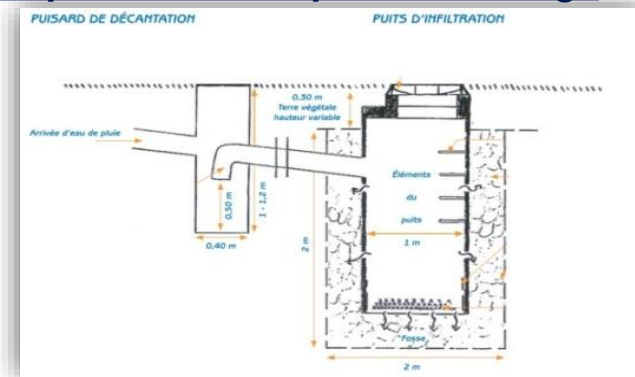 PUISARD DE DÉCANTATION
PUITS D'INFILTRATION
0,50 m
Terre végétale
hauteur variable
Arrivée d'eau de pluie
0,50 m
1 - 1,2 m
Éléments
du
puits
2 m
0,40 m
1 m
Fosse
2 m